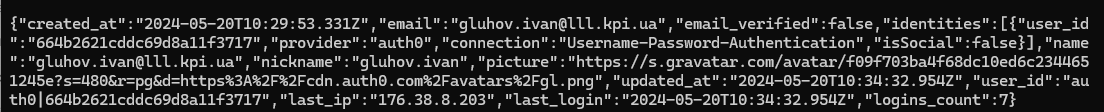 {"created_at":"2024-05-20T10:29:53.331Z","email":"gluhov.ivan@lll.kpi.ua","email_verified":false,"identities":[{"user_id
":"664b2621cddc69d8a11f3717","provider":"auth0","connection":"Username-Password-Authentication","isSocial":false}],"name
":"gluhov.ivan@lll.kpi.ua","nickname":"gluhov.ivan","picture":"https://s.gravatar.com/avatar/f09f703ba4f68dc10ed6c234465
1245e?s=480&r=pg&d=https%3A%2F%2Fcdn.auth0.com%2Favatars%2Fgl.png","updated_at":"2024-05-20T10:34:32.954Z","user_id":"au
th0|664b2621cddc69d8a11f3717","last_ip":"176.38.8.203","last_login":"2024-05-20T10:34:32.954Z","logins_count":7}